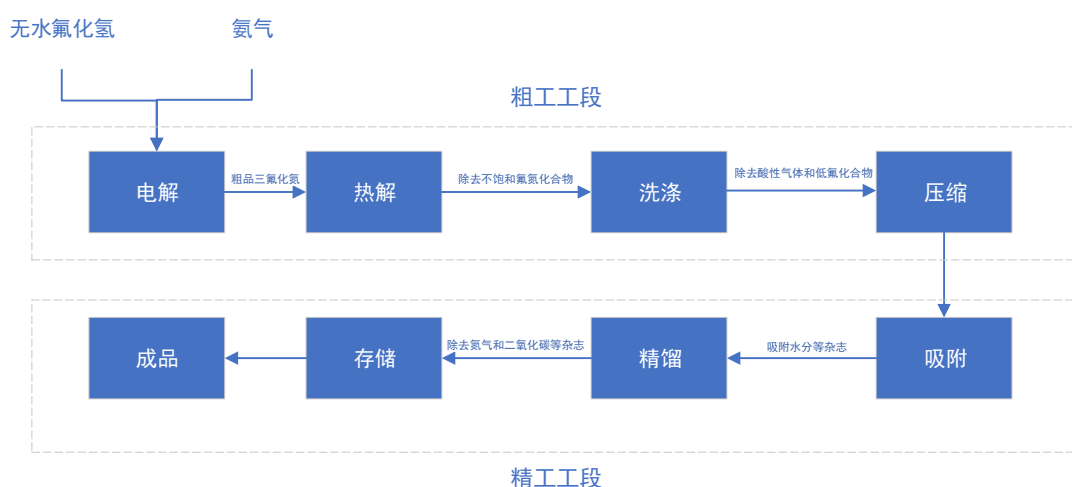 无水氟化氢
氨气
粗工工段
电解
粗品三氟化氮
热解
除去不饱和氟氮化合物
洗涤
除去酸性气体和低氟化合物
压缩
成品
存储
除去氮气和二氧化碳等杂志
精馏
吸附水分等杂志
吸附
精工工段